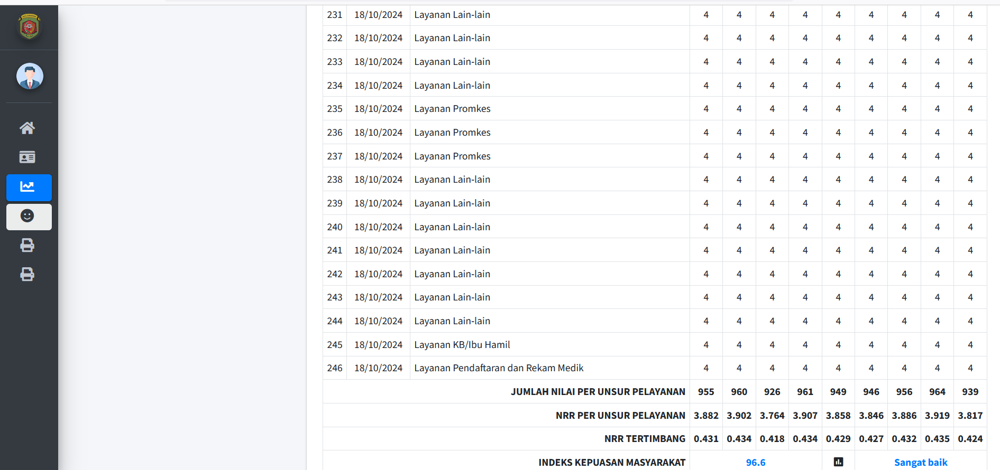 231 18/10/2024 Layanan Lain-lain 4 4 4 4 4 4 4 4 4
232 18/10/2024 Layanan Lain-lain 4 4 4 4 4 4 4 4 4
233 18/10/2024 Layanan Lain-lain 4 4 4 4 4 4 4 4 4
234 18/10/2024 Layanan Lain-lain 4 4 4 4 4 4 4 4 4
235 18/10/2024 Layanan Promkes 4 4 4 4 4 4 4 4 4
236 18/10/2024 Layanan Promkes 4 4 4 4 4 4 4 4 4
237 18/10/2024 Layanan Promkes 4 4 4 4 4 4 4 4 4
238 18/10/2024 Layanan Lain-lain 4 4 4 4 4 4 4 4 4
239 18/10/2024 Layanan Lain-lain 4 4 4 4 4 4 4 4 4
240 18/10/2024 Layanan Lain-lain 4 4 4 4 4 4 4 4 4
241 18/10/2024 Layanan Lain-lain 4 4 4 4 4 4 4 4 4
242 18/10/2024 Layanan Lain-lain 4 4 4 4 4 4 4 4 4
243 18/10/2024 Layanan Lain-lain 4 4 4 4 4 4 4 4 4
244 18/10/2024 Layanan Lain-lain 4 4 4 4 4 4 4 4 4
245 18/10/2024 Layanan KB/Ibu Hamil 4 4 4 4 4 4 4 4 4
246 18/10/2024 Layanan Pendaftaran dan Rekam Medik 4 4 4 4 4 4 4 4 4
JUMLAH NILAI PER UNSUR PELAYANAN 955 960 926 961 949 946 956 964 939
NRR PER UNSUR PELAYANAN 3.882 3.902 3.764 3.907 3.858 3.846 3.886 3.919 3.817
NRR TERTIMBANG 0.431 0.434 0.418 0.434 0.429 0.427 0.432 0.435 0.424
INDEKS KEPUASAN MASYARAKAT 96.6 Sangat baik